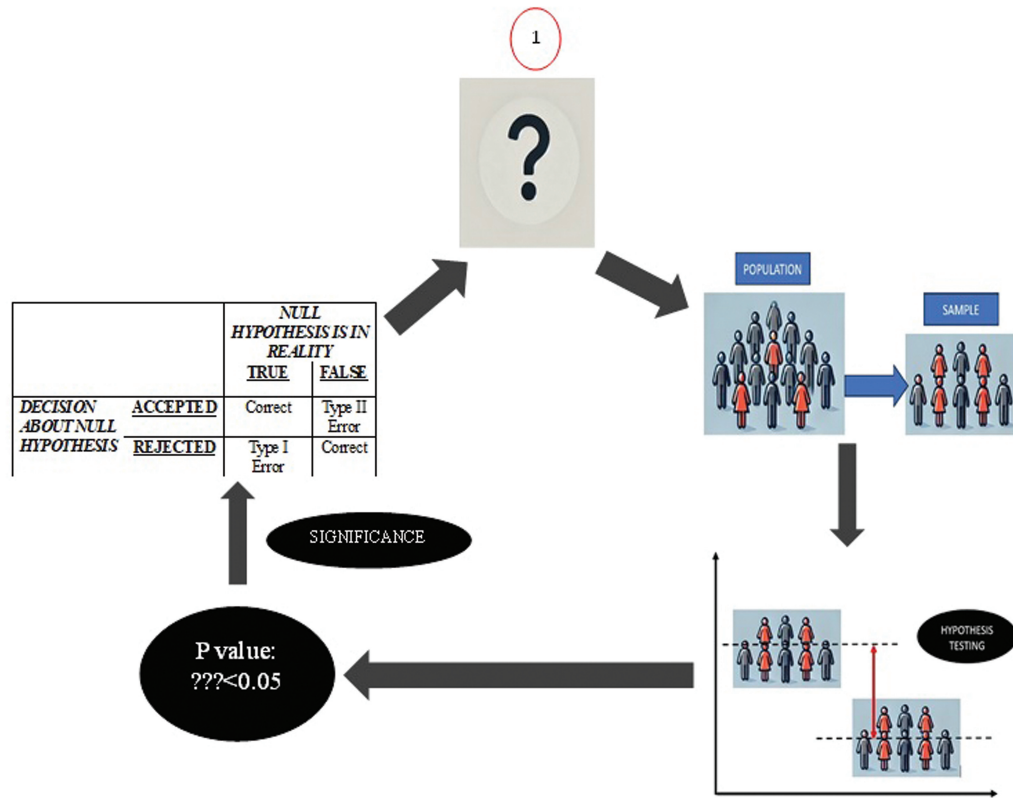 1
?
POPULATION
SAMPLE
NULL
HYPOTHESIS IS IN
REALITY
TRUE FALSE
DECISION ACCEPTED Correct Type II
ABOUT NULL Error
HYPOTHESIS REJECTED Type I Correct
Error
SIGNIFICANCE
HYPOTHESIS
TESTING
P value:
???<0.05